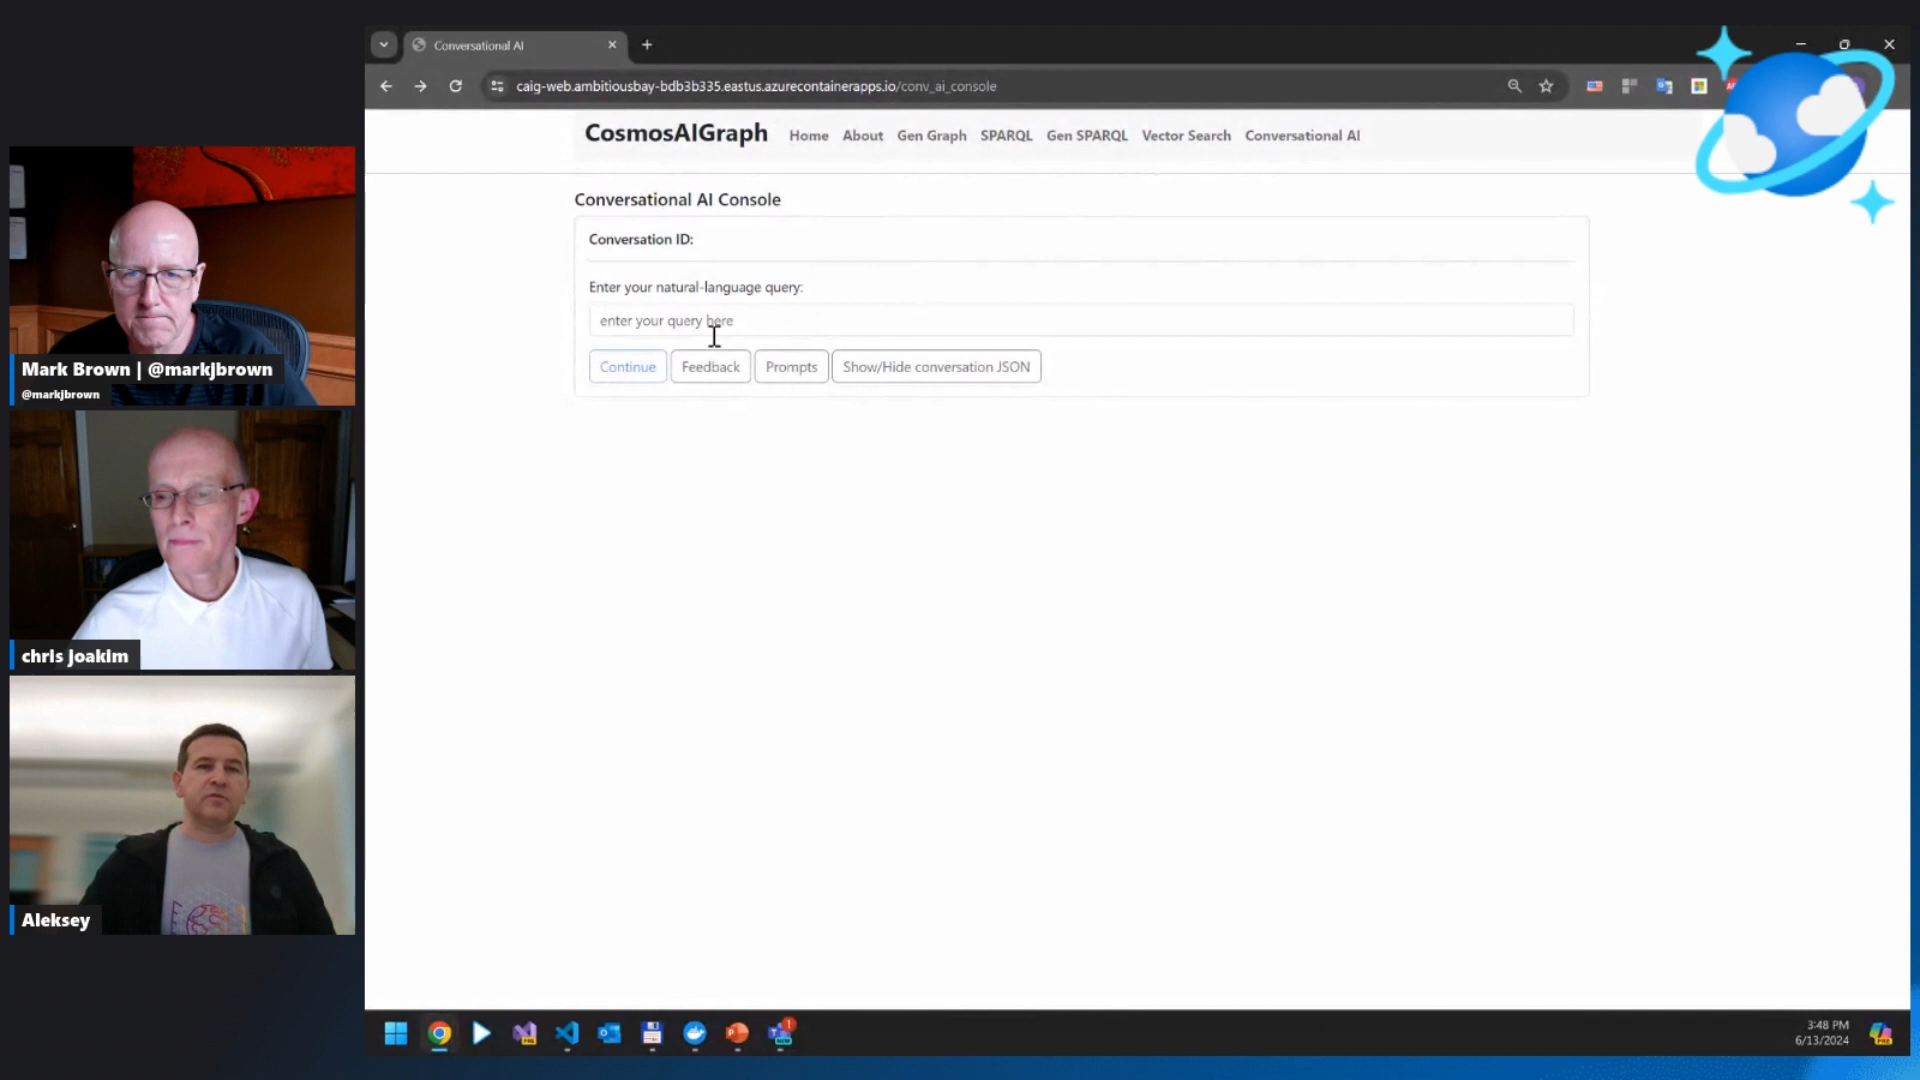 Conversational AI
caig-web.ambitiousbay-bdb3b335.eastus.azurecontainerapps.io/conv_ai_console
CosmosAIGraph Home About Gen Graph SPARQL Gen SPARQL Vector Search Conversational AI
Conversational AI Console
Conversation ID:
Enter your natural-language query:
enter your query here
Continue Feedback Prompts Show/Hide conversation JSON
Mark Brown | @markjbrown
@markjbrown
chris joakim
Aleksey
1
3:48 PM
6/13/2024